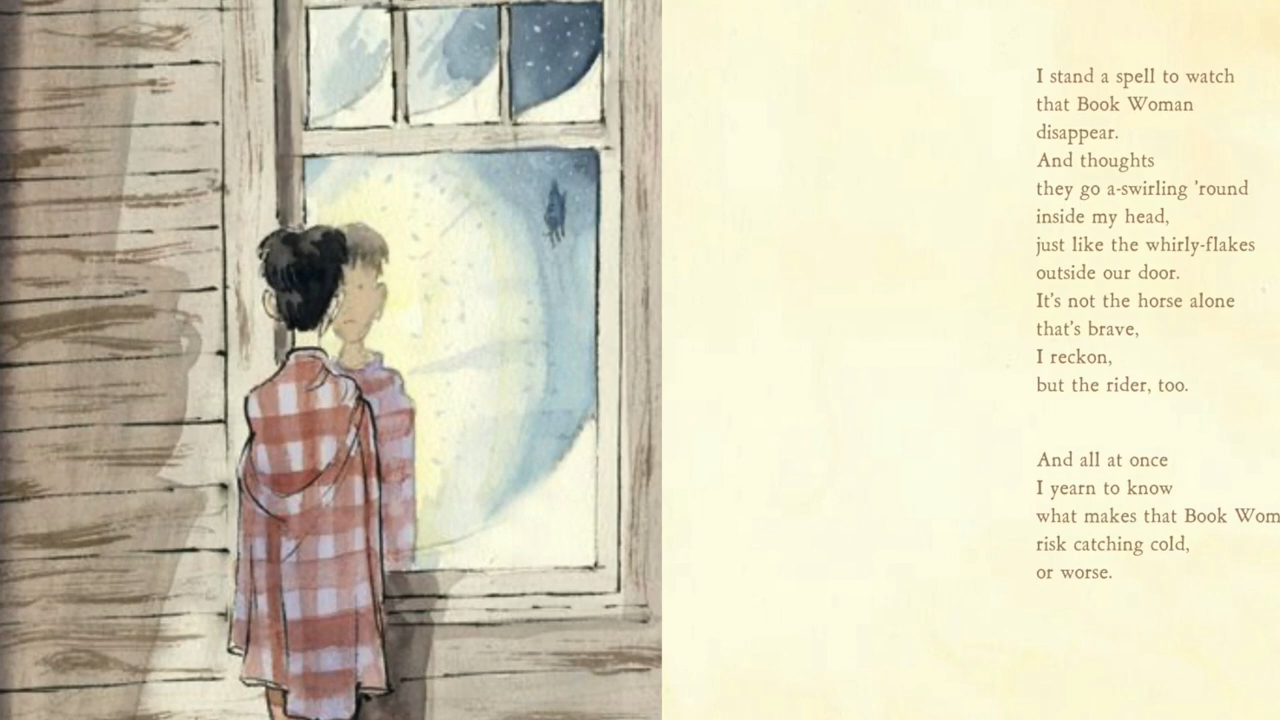 I stand a spell to watch
that Book Woman
disappear.
And thoughts
they go a-swirling ’round
inside my head,
just like the whirly-flakes
outside our door.
It’s not the horse alone
that’s brave,
I reckon,
but the rider, too.
And all at once
I yearn to know
what makes that Book Wom
risk catching cold,
or worse.